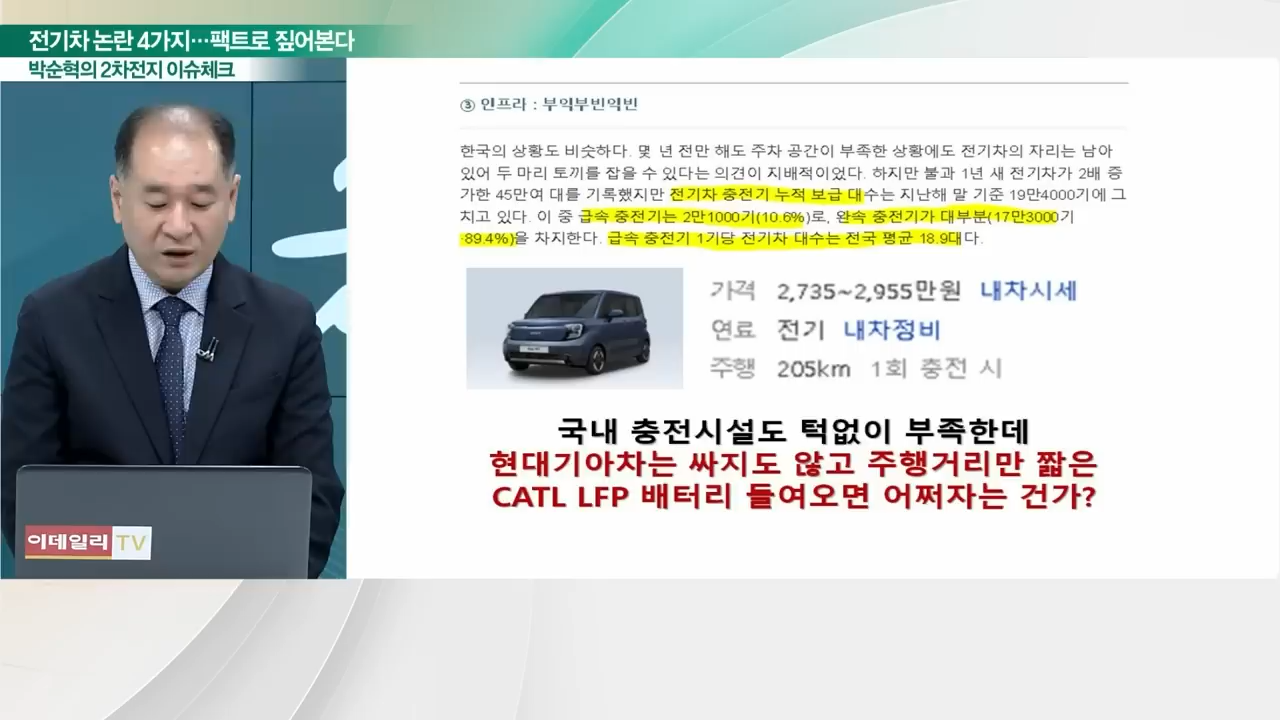 전기차 논란 4가지…팩트로 짚어본다
박순혁의 2차전지 이슈체크
③ 인프라 : 부익부빈익빈
한국의 상황도 비슷하다. 몇 년 전만 해도 주차 공간이 부족한 상황에도 전기차의 자리는 남아
있어 두 마리 토끼를 잡을 수 있다는 의견이 지배적이었다. 하지만 불과 1년 새 전기차가 2배 증
가한 45만여 대를 기록했지만 전기차 충전기 누적 보급 대수는 지난해 말 기준 19만4000기에 그
치고 있다. 이 중 급속 충전기는 2만1000기(10.6%)로, 완속 충전기가 대부분(17만3000기
·89.4%)을 차지한다. 급속 충전기 1기당 전기차 대수는 전국 평균 18.9대다.
가격 2,735~2,955만원 내차시세
연료 전기 내차정비
주행 205km 1회 충전 시
국내 충전시설도 턱없이 부족한데
현대기아차는 싸지도 않고 주행거리만 짧은
CATL LFP 배터리 들여오면 어쩌자는 건가?
이데일리 TV